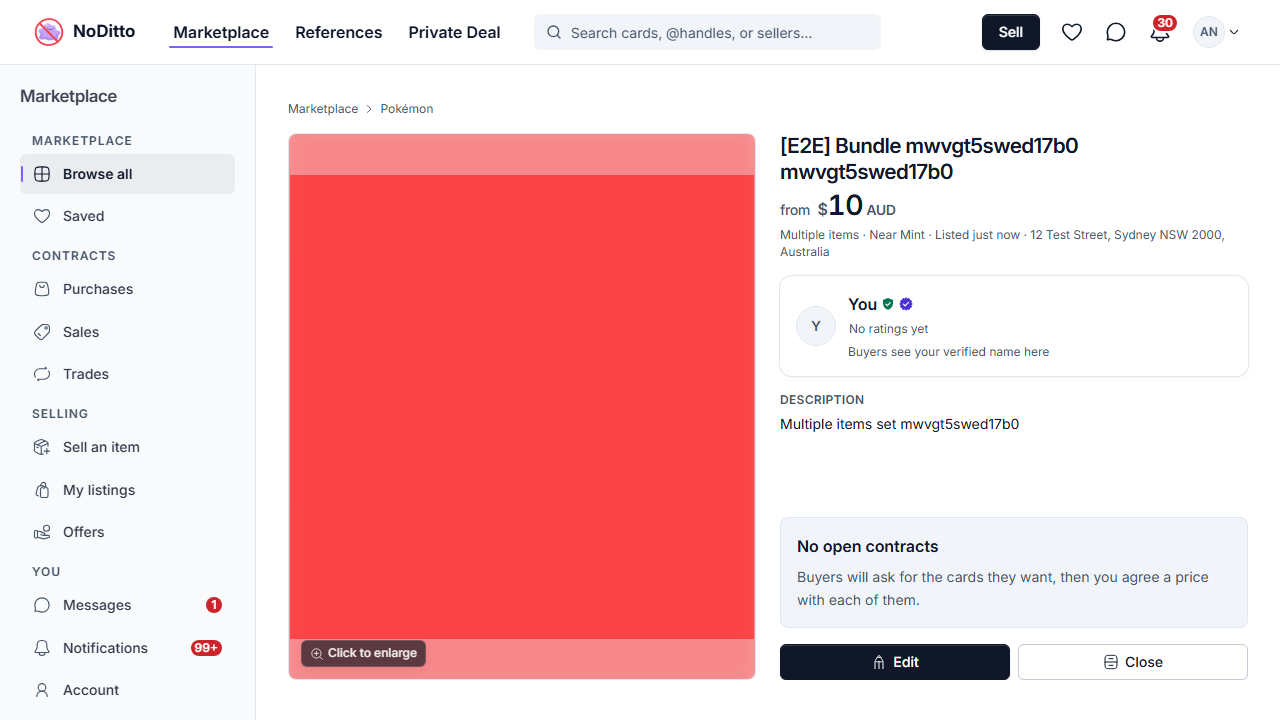 NoDitto
Marketplace
References
Private Deal
Search cards, @handles, or sellers...
Sell
30
AN
Marketplace
MARKETPLACE
Browse all
Saved
CONTRACTS
Purchases
Sales
Trades
SELLING
Sell an item
My listings
Offers
YOU
Messages
1
Notifications
99+
Account
Marketplace
Pokémon
Click to enlarge
[E2E] Bundle mwvgt5swed17b0
mwvgt5swed17b0
from $10 AUD
Multiple items · Near Mint · Listed just now · 12 Test Street, Sydney NSW 2000,
Australia
Y
You
No ratings yet
Buyers see your verified name here
DESCRIPTION
Multiple items set mwvgt5swed17b0
No open contracts
Buyers will ask for the cards they want, then you agree a price
with each of them.
Edit
Close